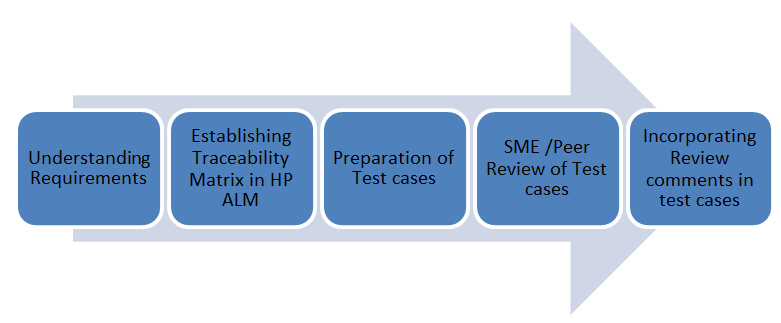 Understanding
Requirements
Establishing
Traceability
Matrix in HP
ALM
Preparation of
Test cases
SME /Peer
Review of Test
cases
Incorporating
Review
comments in
test cases